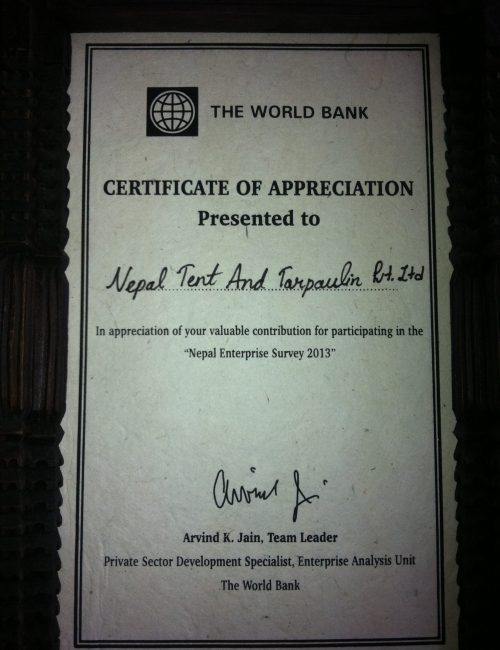 THE WORLD BANK
CERTIFICATE OF APPRECIATION
Presented to
Nepal Tent And Tarpaulin Pvt. Ltd
In appreciation of your valuable contribution for participating in the
“Nepal Enterprise Survey 2013”
Arvind K. Jain, Team Leader
Private Sector Development Specialist, Enterprise Analysis Unit
The World Bank